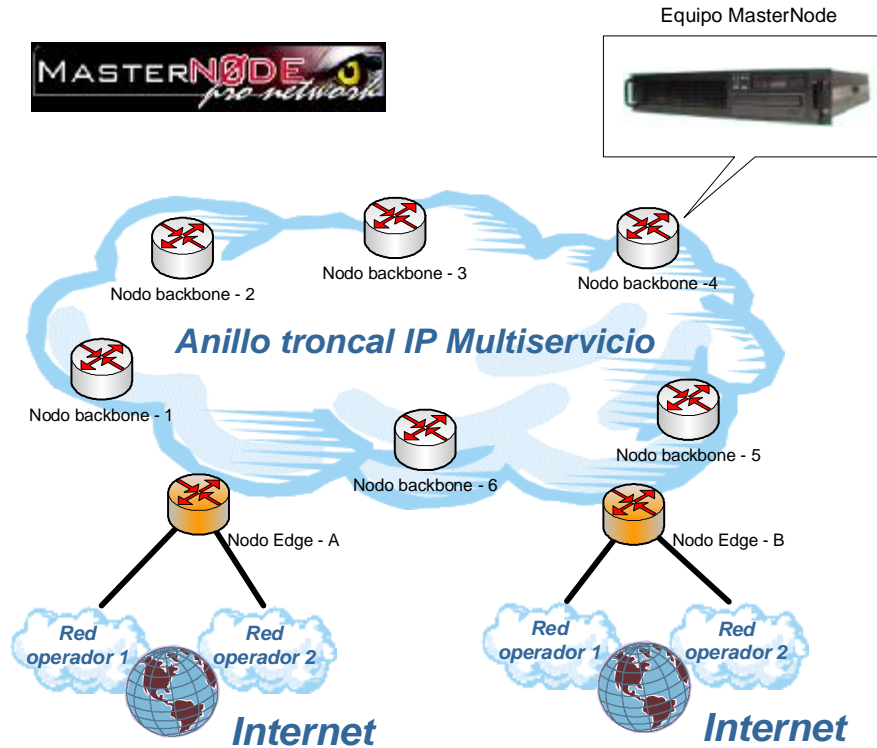 Equipo MasterNode
MASTERNØDE
pro network
Nodo backbone - 3
Nodo backbone -4
Nodo backbone - 2
Anillo troncal IP Multiservicio
Nodo backbone - 1
Nodo backbone - 5
Nodo backbone - 6
Nodo Edge - A
Nodo Edge - B
Red
operador 1
Red
operador 2
Red
operador 1
Red
operador 2
Internet
Internet